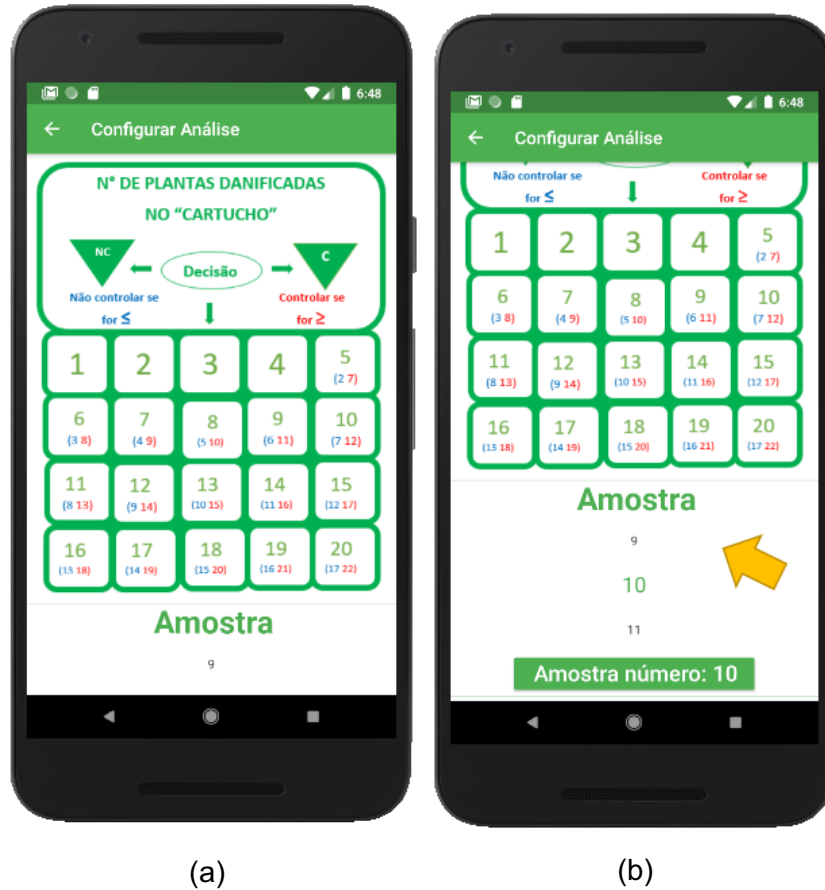 6:48
Configurar Análise
N° DE PLANTAS DANIFICADAS
NO “CARTUCHO”
NC
Decisão
C
Não controlar se
for ≤
Controlar se
for ≥
1 2 3 4 5
(2 7)
6 7 8 9 10
(3 8) (4 9) (5 10) (6 11) (7 12)
11 12 13 14 15
(8 13) (9 14) (10 15) (11 16) (12 17)
16 17 18 19 20
(13 18) (14 19) (15 20) (16 21) (17 22)
Amostra
9
(a)
6:48
Configurar Análise
Não controlar se
for ≤
Controlar se
for ≥
1 2 3 4 5
(2 7)
6 7 8 9 10
(3 8) (4 9) (5 10) (6 11) (7 12)
11 12 13 14 15
(8 13) (9 14) (10 15) (11 16) (12 17)
16 17 18 19 20
(13 18) (14 19) (15 20) (16 21) (17 22)
Amostra
9
10
11
Amostra número: 10
(b)